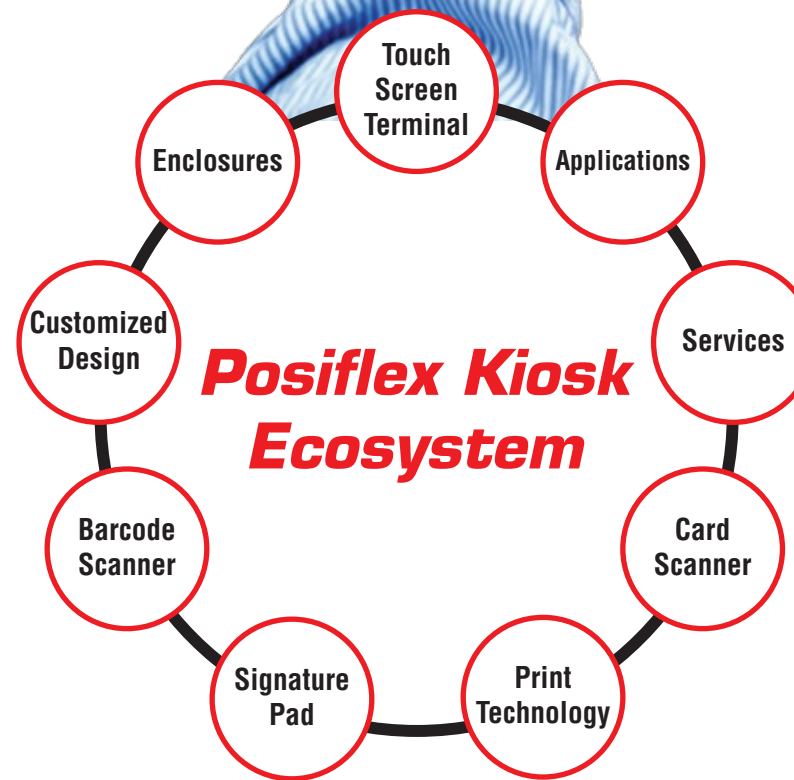 Touch
Screen
Terminal
Enclosures
Applications
Customized
Design
Services
Posiflex Kiosk
Ecosystem
Barcode
Scanner
Card
Scanner
Signature
Pad
Print
Technology